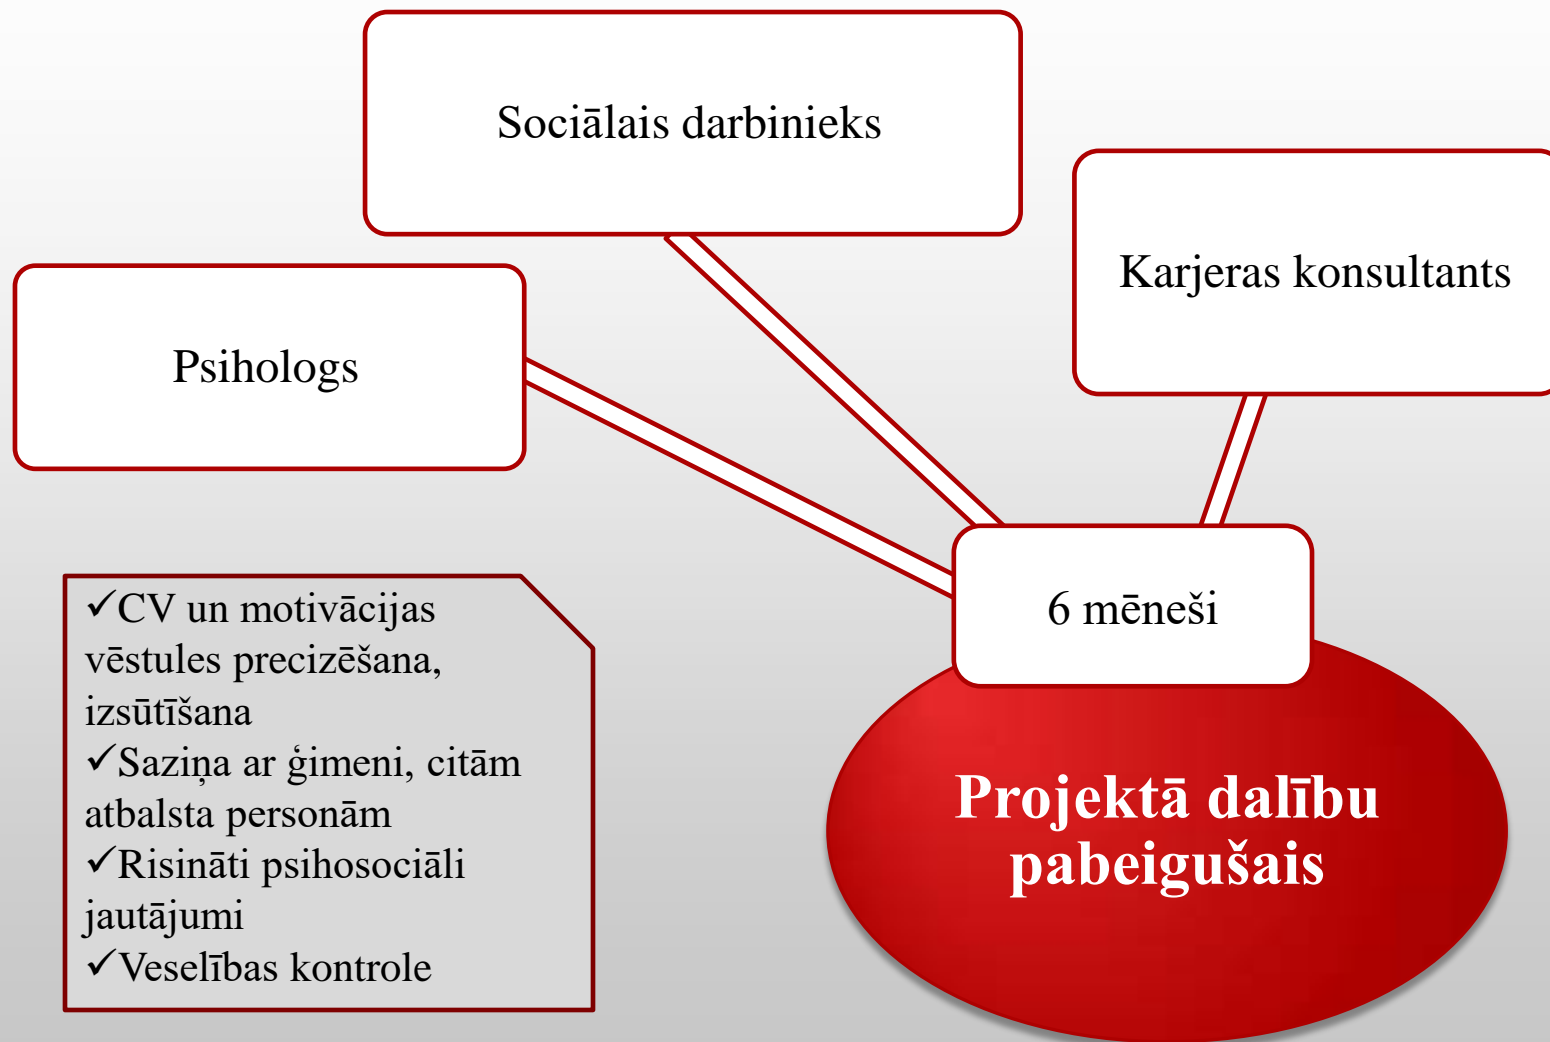 Sociālais darbinieks
Karjeras konsultants
Psihologs
6 mēneši
✓CV un motivācijas
vēstules precizēšana,
izsūtīšana
✓Saziņa ar ģimeni, citām
atbalsta personām
✓Risināti psihosociāli
jautājumi
✓Veselības kontrole
Projektā dalību
pabeigušais